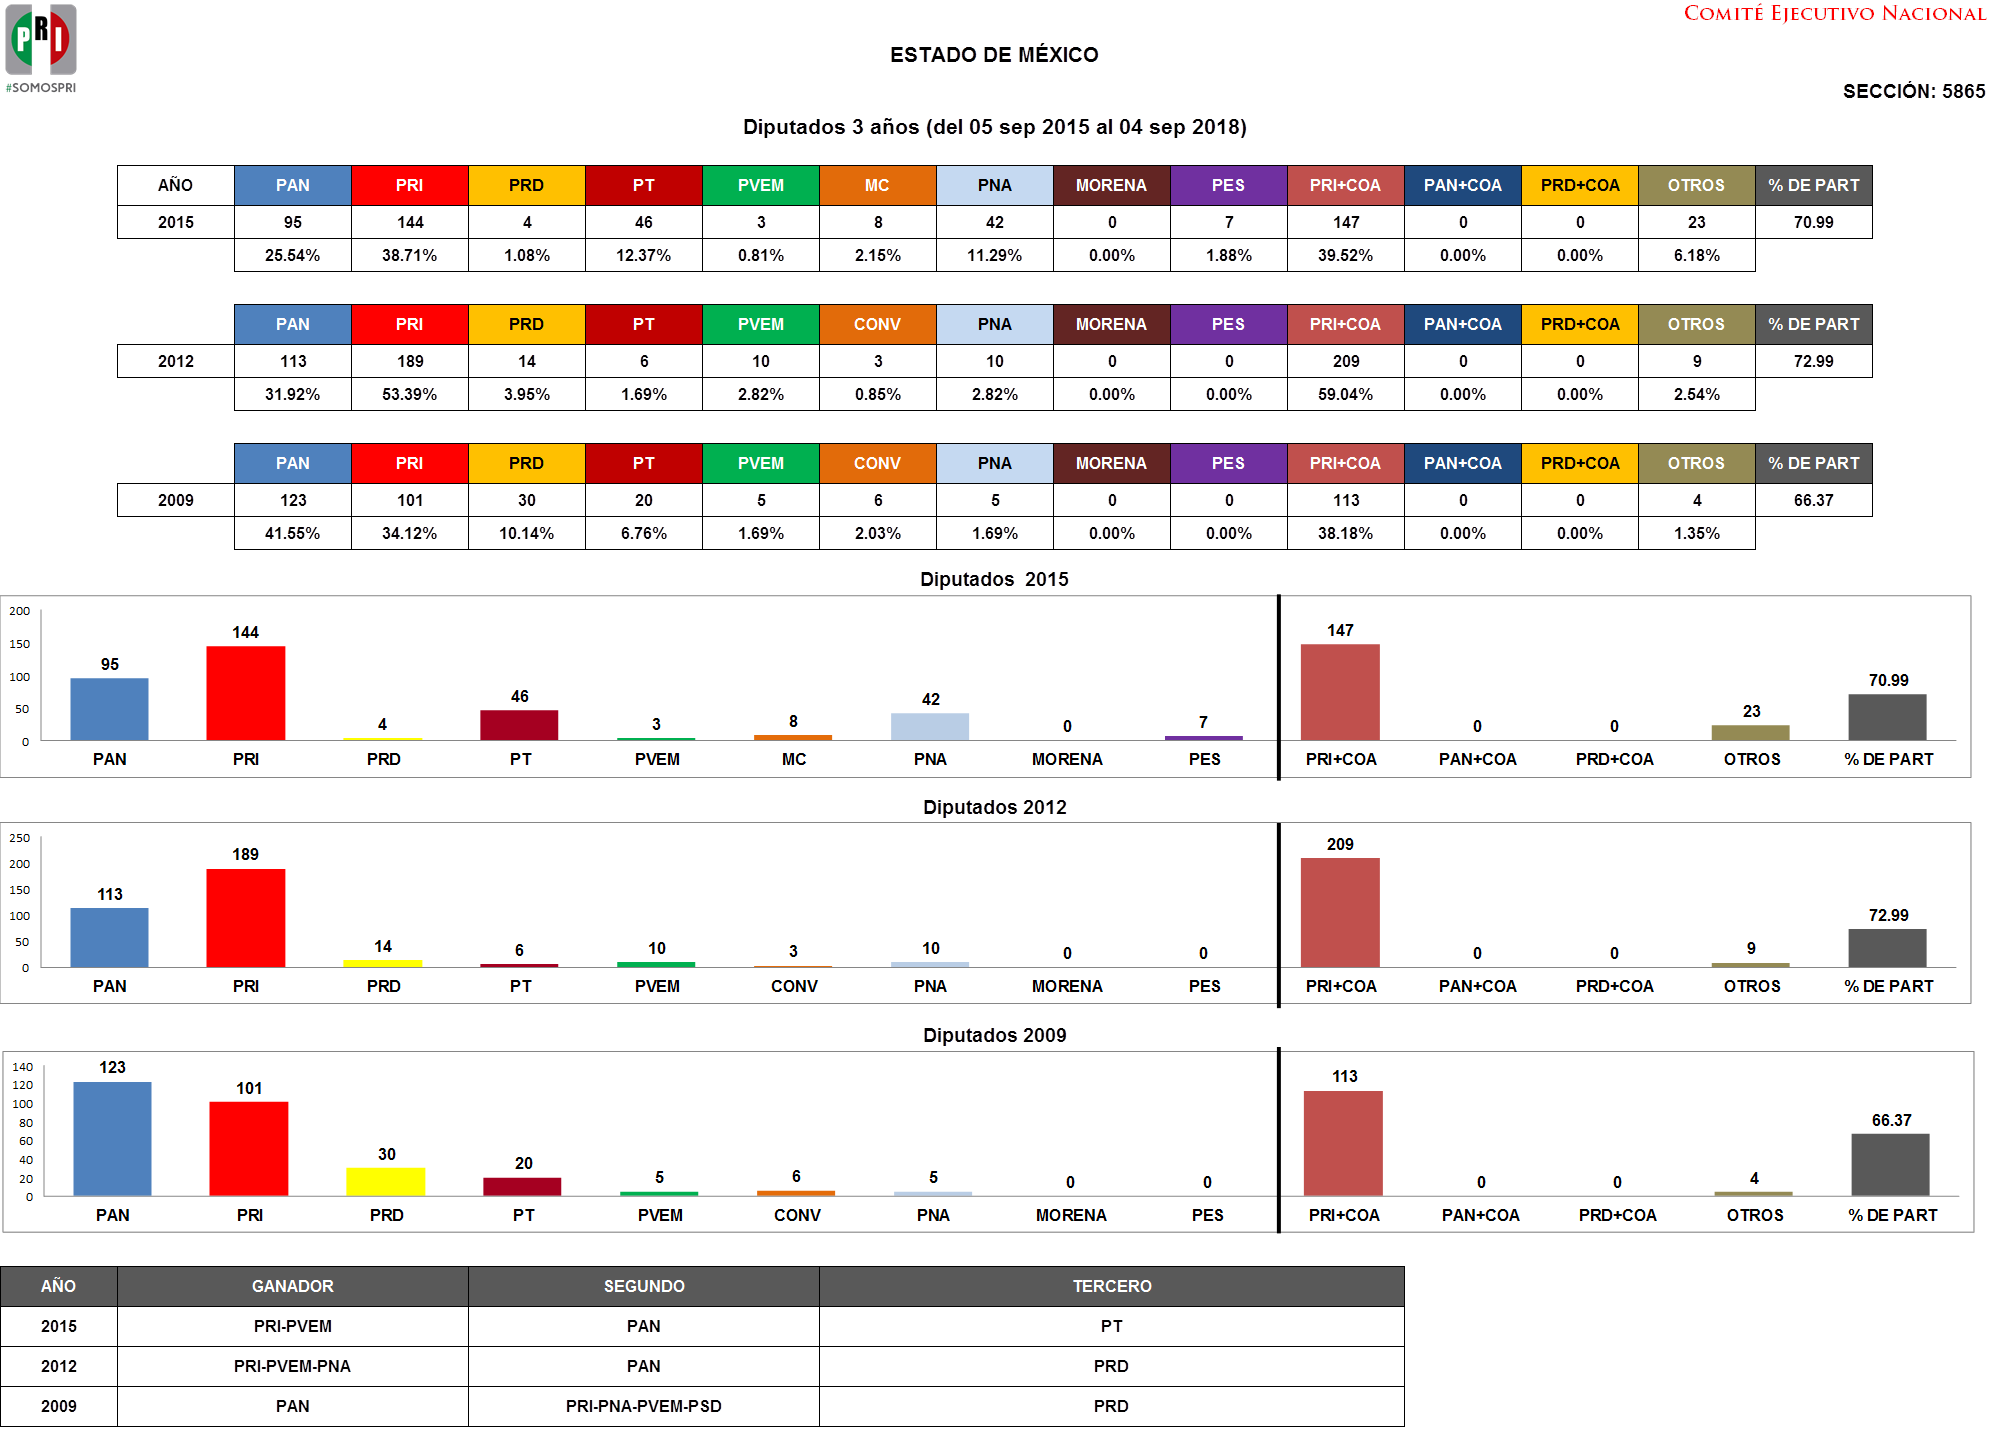 PRI
#SOMOSPRI
COMITÉ EJECUTIVO NACIONAL
ESTADO DE MÉXICO
SECCIÓN: 5865
Diputados 3 años (del 05 sep 2015 al 04 sep 2018)
AÑO PAN PRI PRD PT PVEM MC PNA MORENA PES PRI+COA PAN+COA PRD+COA OTROS % DE PART
2015 95 144 4 46 3 8 42 0 7 147 0 0 23 70.99
25.54% 38.71% 1.08% 12.37% 0.81% 2.15% 11.29% 0.00% 1.88% 39.52% 0.00% 0.00% 6.18%
PAN PRI PRD PT PVEM CONV PNA MORENA PES PRI+COA PAN+COA PRD+COA OTROS % DE PART
2012 113 189 14 6 10 3 10 0 0 209 0 0 9 72.99
31.92% 53.39% 3.95% 1.69% 2.82% 0.85% 2.82% 0.00% 0.00% 59.04% 0.00% 0.00% 2.54%
PAN PRI PRD PT PVEM CONV PNA MORENA PES PRI+COA PAN+COA PRD+COA OTROS % DE PART
2009 123 101 30 20 5 6 5 0 0 113 0 0 4 66.37
41.55% 34.12% 10.14% 6.76% 1.69% 2.03% 1.69% 0.00% 0.00% 38.18% 0.00% 0.00% 1.35%
Diputados 2015
200
150
100
50
0
95 144 4 46 3 8 42 0 7 147 0 0 23 70.99
PAN PRI PRD PT PVEM MC PNA MORENA PES PRI+COA PAN+COA PRD+COA OTROS % DE PART
Diputados 2012
250
200
150
100
50
0
113 189 14 6 10 3 10 0 0 209 0 0 9 72.99
PAN PRI PRD PT PVEM CONV PNA MORENA PES PRI+COA PAN+COA PRD+COA OTROS % DE PART
Diputados 2009
140
120
100
80
60
40
20
0
123 101 30 20 5 6 5 0 0 113 0 0 4 66.37
PAN PRI PRD PT PVEM CONV PNA MORENA PES PRI+COA PAN+COA PRD+COA OTROS % DE PART
AÑO GANADOR SEGUNDO TERCERO
2015 PRI-PVEM PAN PT
2012 PRI-PVEM-PNA PAN PRD
2009 PAN PRI-PNA-PVEM-PSD PRD